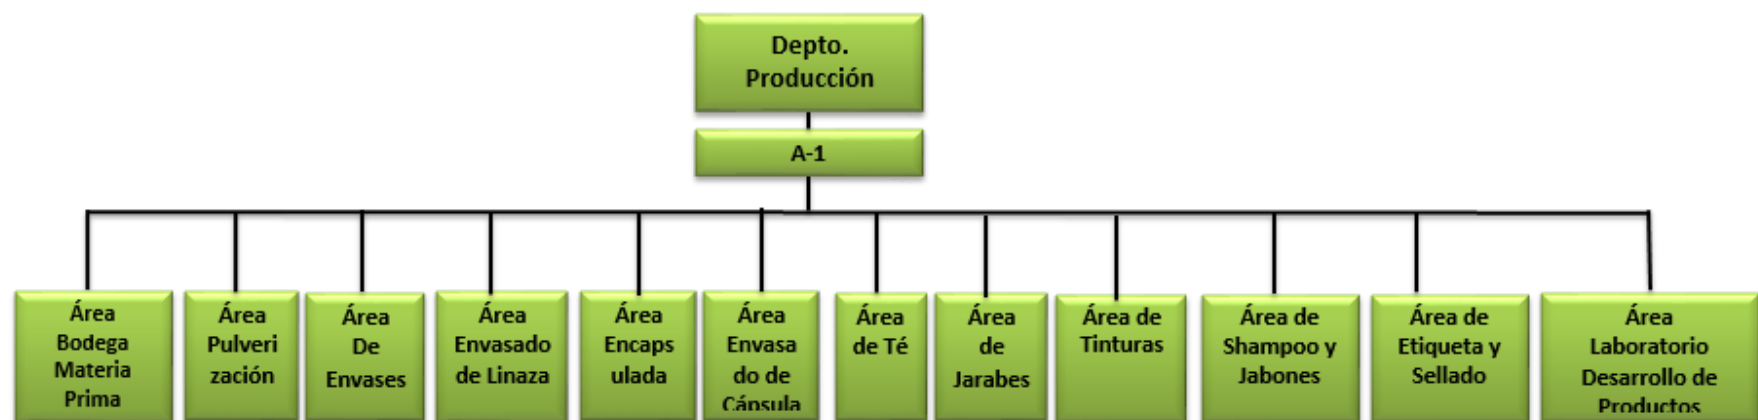 Depto.
Producción
A-1
Área
Bodega
Materia
Prima
Área
Pulveri
zación
Área
De
Envases
Área
Envasado
de Linaza
Área
Encaps
ulada
Área
Envasa
do de
Cápsula
Área
de Té
Área
de
Jarabes
Área de
Tinturas
Área de
Shampoo y
Jabones
Área de
Etiqueta y
Sellado
Área
Laboratorio
Desarrollo de
Productos